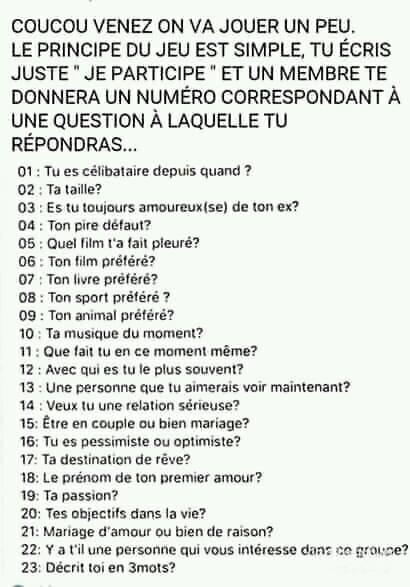 COUCOU VENEZ ON VA JOUER UN PEU.
LE PRINCIPE DU JEU EST SIMPLE, TU ÉCRIS
JUSTE " JE PARTICIPE " ET UN MEMBRE TE
DONNERA UN NUMÉRO CORRESPONDANT À
UNE QUESTION À LAQUELLE TU
RÉPONDRAS...
01 : Tu es célibataire depuis quand ?
02 : Ta taille?
03 : Es tu toujours amoureux(se) de ton ex?
04 : Ton pire défaut?
05 : Quel film t'a fait pleuré?
06 : Ton film préféré?
07 : Ton livre préféré?
08 : Ton sport préféré ?
09 : Ton animal préféré?
10 : Ta musique du moment?
11 : Que fait tu en ce moment même?
12 : Avec qui es tu le plus souvent?
13 : Une personne que tu aimerais voir maintenant?
14 : Veux tu une relation sérieuse?
15: Être en couple ou bien mariage?
16: Tu es pessimiste ou optimiste?
17: Ta destination de rêve?
18: Le prénom de ton premier amour?
19: Ta passion?
20: Tes objectifs dans la vie?
21: Mariage d'amour ou bien de raison?
22: Y a t'il une personne qui vous intéresse dans ce groupe?
23: Décrit toi en 3mots?